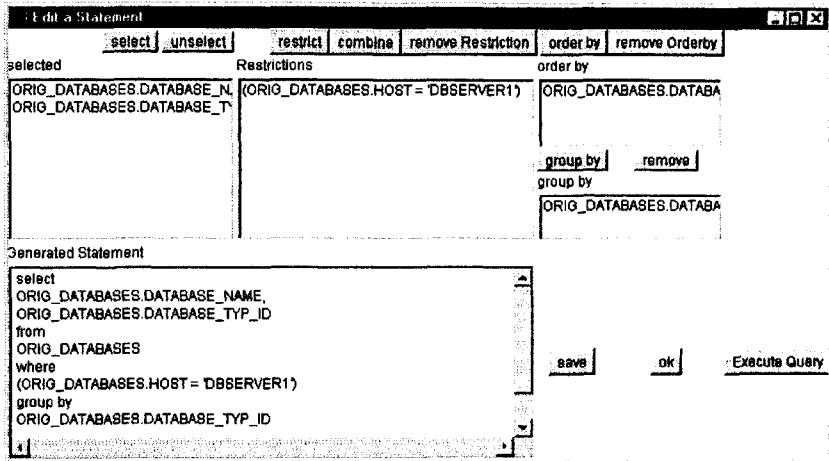 Edit a Statement
select unselect restrict combine remove Restriction order by remove Orderby
selected Restrictions order by
ORIG_DATABASES.DATABASE_N (ORIG_DATABASES.HOST = 'DBSERVER1') ORIG_DATABASES.DATABA
ORIG_DATABASES.DATABASE_TY
group by remove
group by
ORIG_DATABASES.DATABA
Generated Statement
select
ORIG_DATABASES.DATABASE_NAME,
ORIG_DATABASES.DATABASE_TYP_ID
from
ORIG_DATABASES
where
(ORIG_DATABASES.HOST = 'DBSERVER1')
group by
ORIG_DATABASES.DATABASE_TYP_ID
save ok Execute Query